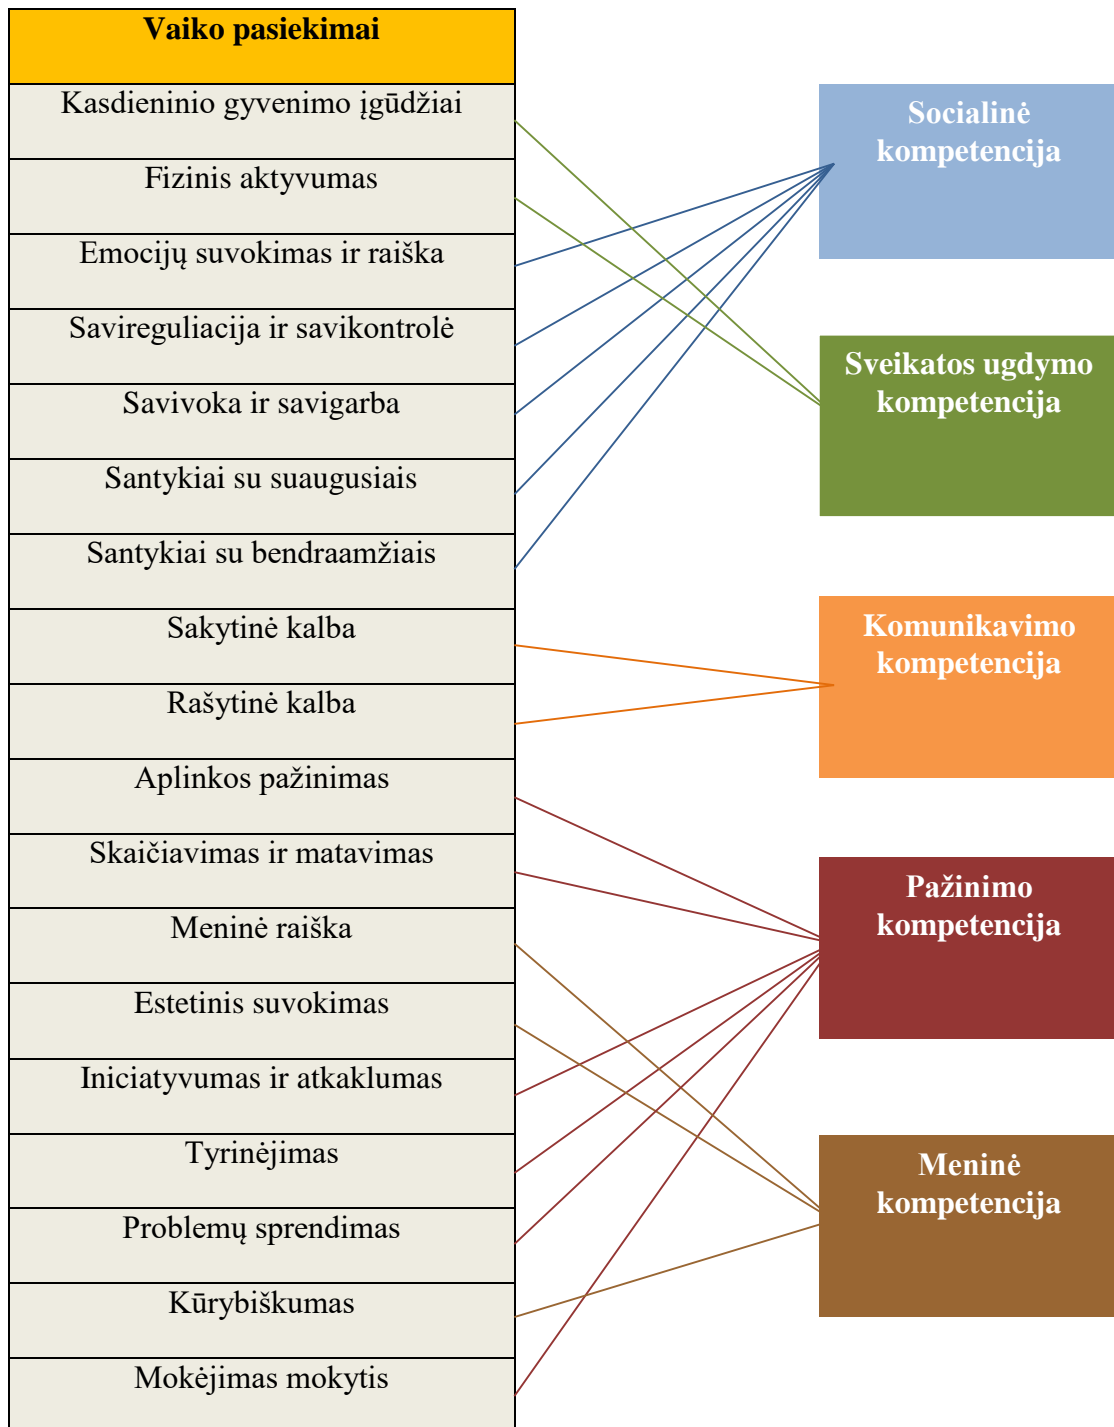 Vaiko pasiekimai
Kasdieninio gyvenimo įgūdžiai
Fizinis aktyvumas
Emocijų suvokimas ir raiška
Savireguliacija ir savikontrolė
Savivoka ir savigarba
Santykiai su suaugusiais
Santykiai su bendraamžiais
Sakytinė kalba
Rašytinė kalba
Aplinkos pažinimas
Skaičiavimas ir matavimas
Meninė raiška
Estetinis suvokimas
Iniciatyvumas ir atkaklumas
Tyrinėjimas
Problemų sprendimas
Kūrybiškumas
Mokėjimas mokytis
Socialinė
kompetencija
Sveikatos ugdymo
kompetencija
Komunikavimo
kompetencija
Pažinimo
kompetencija
Meninė
kompetencija